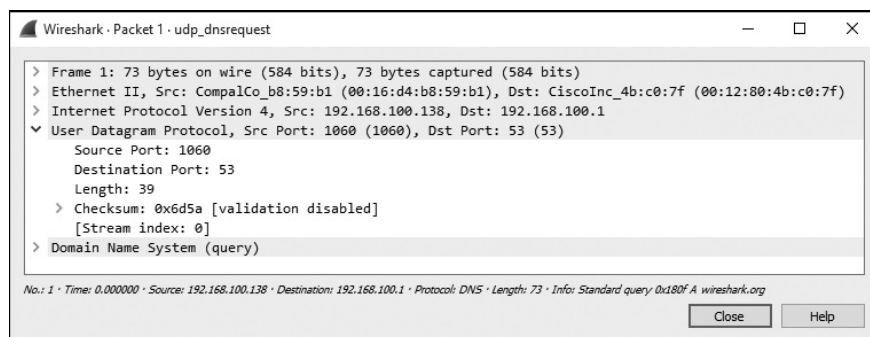 Wireshark · Packet 1 · udp_dnsrequest
Frame 1: 73 bytes on wire (584 bits), 73 bytes captured (584 bits)
Ethernet II, Src: CompalCo_b8:59:b1 (00:16:d4:b8:59:b1), Dst: CiscoInc_4b:c0:7f (00:12:80:4b:c0:7f)
Internet Protocol Version 4, Src: 192.168.100.138, Dst: 192.168.100.1
User Datagram Protocol, Src Port: 1060 (1060), Dst Port: 53 (53)
Source Port: 1060
Destination Port: 53
Length: 39
Checksum: 0x6d5a [validation disabled]
[Stream index: 0]
Domain Name System (query)
No.: 1 · Time: 0.000000 · Source: 192.168.100.138 · Destination: 192.168.100.1 · Protocol: DNS · Length: 73 · Info: Standard query 0x180f A wireshark.org
Close Help